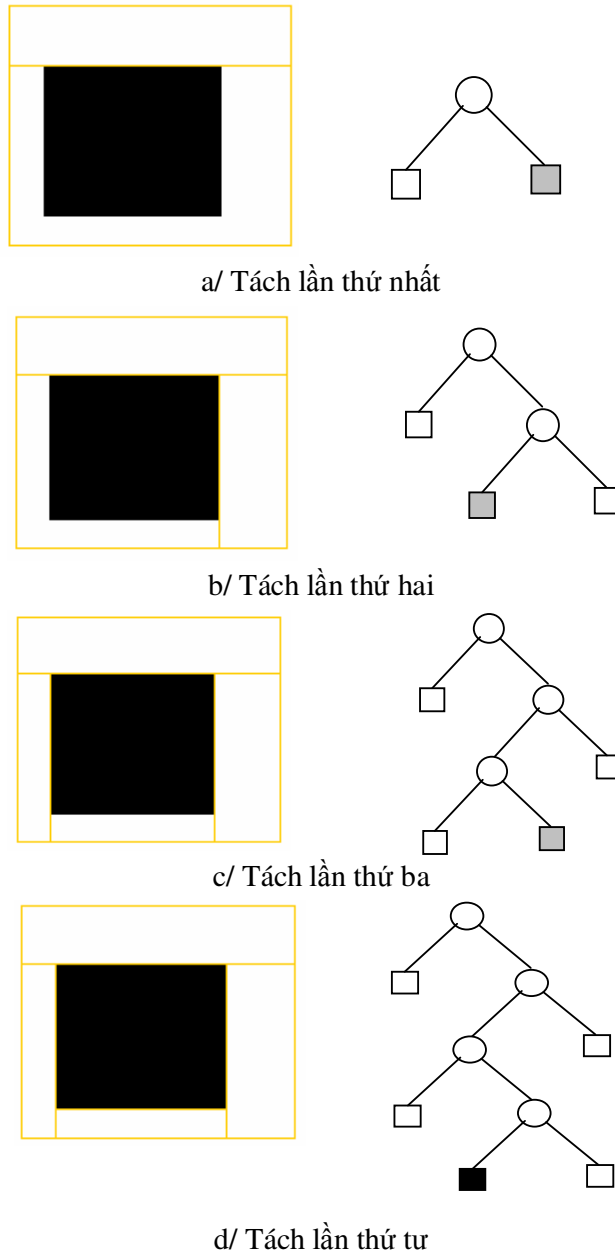 a/ Tách lần thứ nhất
b/ Tách lần thứ hai
c/ Tách lần thứ ba
d/ Tách lần thứ tư